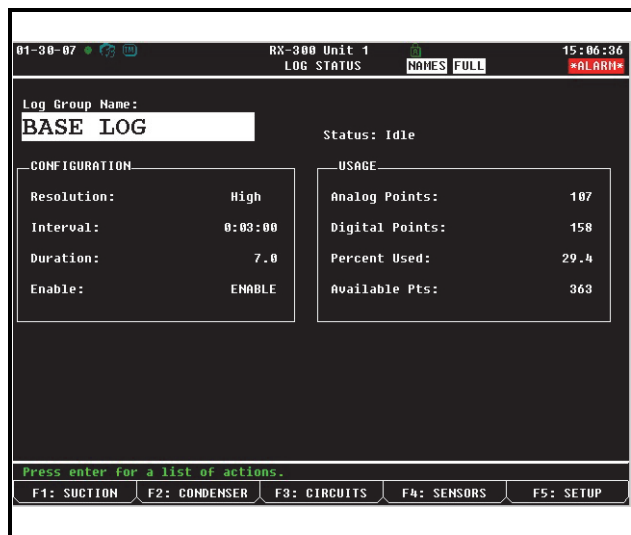 01-30-07 RX-300 Unit 1 15:06:36
LOG STATUS NAMES FULL *ALARM*
Log Group Name:
BASE LOG
Status: Idle
CONFIGURATION
Resolution: High
Interval: 0:03:00
Duration: 7.0
Enable: ENABLE
USAGE
Analog Points: 107
Digital Points: 158
Percent Used: 29.4
Available Pts: 363
Press enter for a list of actions.
F1: SUCTION F2: CONDENSER F3: CIRCUITS F4: SENSORS F5: SETUP